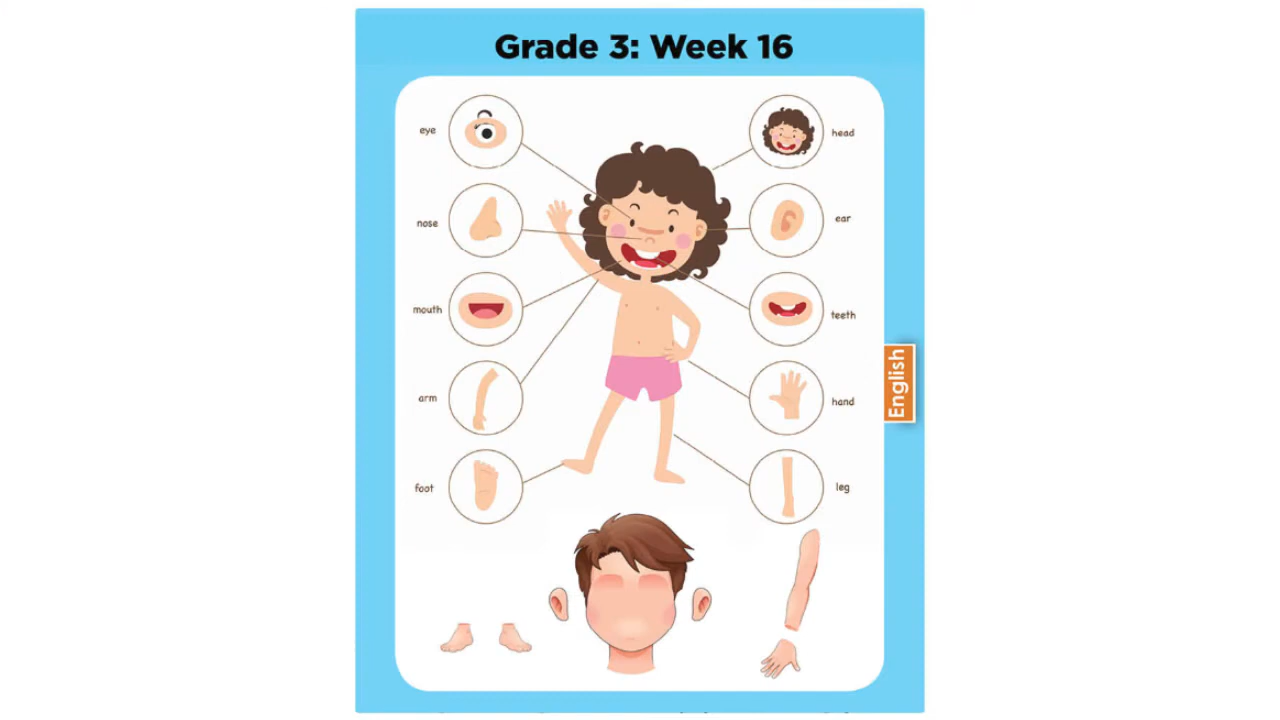 Grade 3: Week 16
eye
head
nose
ear
mouth
teeth
arm
hand
foot
leg
English